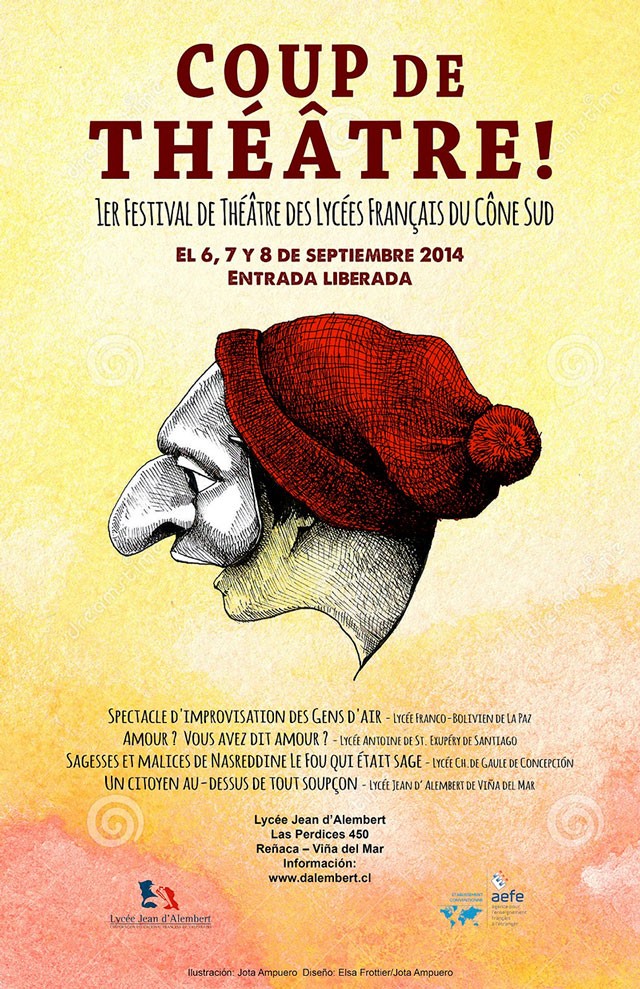 COUP DE
THÉÂTRE!
1ER FESTIVAL DE THÉÂTRE DES LYCÉES FRANÇAIS DU CÔNE SUD
EL 6, 7 Y 8 DE SEPTIEMBRE 2014
ENTRADA LIBERADA
SPECTACLE D'IMPROVISATION DES GENS D'AIR - LYCÉE FRANCO-BOLIVIEN DE LA PAZ
AMOUR ? VOUS AVEZ DIT AMOUR ? - LYCÉE ANTOINE DE ST. EXUPÉRY DE SANTIAGO
SAGESSES ET MALICES DE NASREDDINE LE FOU QUI ÉTAIT SAGE - LYCÉE CH. DE GAULE DE CONCEPCIÓN
UN CITOYEN AU-DESSUS DE TOUT SOUPÇON - LYCÉE JEAN D' ALEMBERT DE VIÑA DEL MAR
Lycée Jean d'Alembert
Las Perdices 450
Reñaca – Viña del Mar
Información:
www.dalembert.cl
Lycée Jean d'Alembert
aefe
agence pour
l'enseignement
français
à l'étranger
Ilustración: Jota Ampuero Diseño: Elsa Frottier/Jota Ampuero